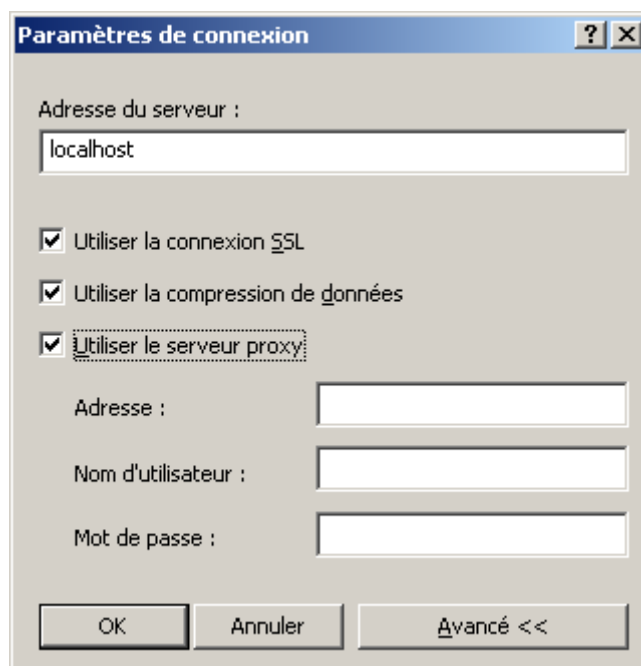 Paramètres de connexion
Adresse du serveur :
localhost
Utiliser la connexion SSL
Utiliser la compression de données
Utiliser le serveur proxy
Adresse :
Nom d'utilisateur :
Mot de passe :
OK Annuler Avancé <<